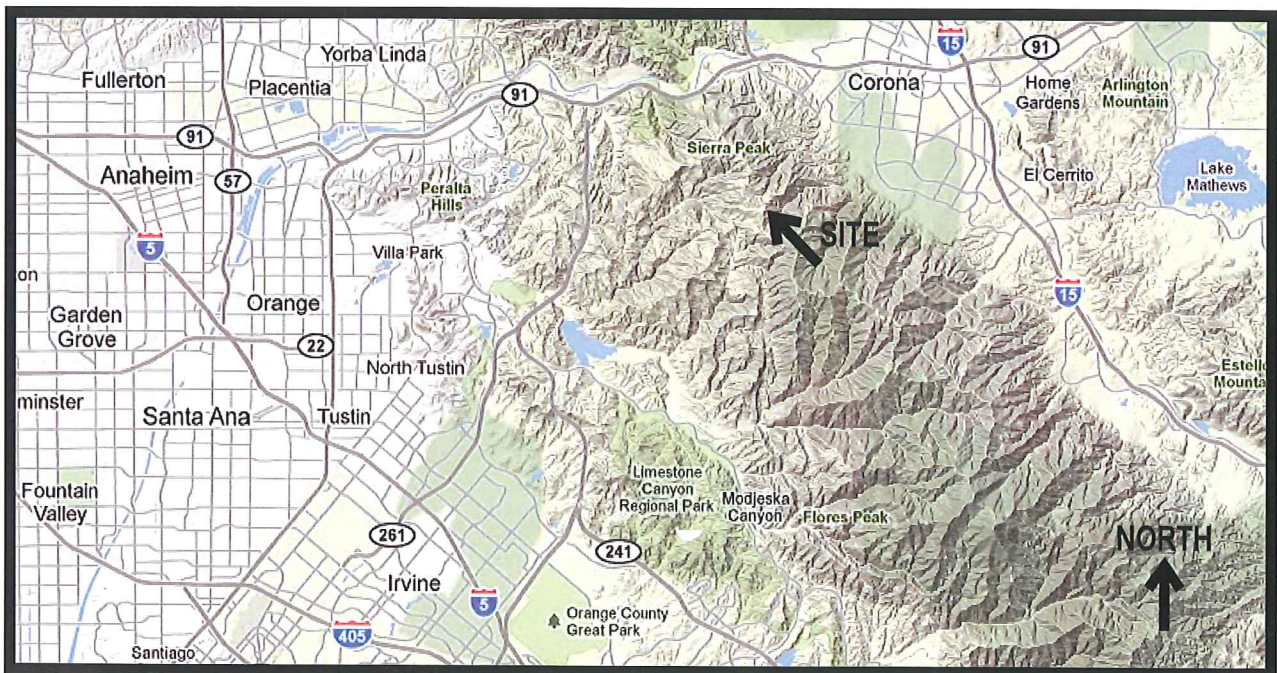 15
91
Yorba Linda
Fullerton
Placentia
91
Corona
Home
Gardens
Arlington
Mountain
91
Sierra Peak
Anaheim
57
Peralta
Hills
El Cerrito
Lake
Mathews
5
Villa Park
SITE
15
Garden
Grove
Orange
22
North Tustin
Santa Ana
Tustin
Limestone
Canyon
Regional Park
Modjeska
Canyon
Flores Peak
Fountain
Valley
261
241
NORTH
Irvine
5
Orange County
Great Park
405
Santiago